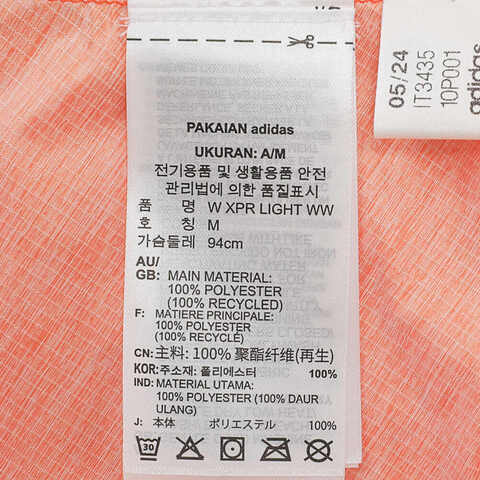 PAKAIAN adidas
UKURAN: A/M
전기용품 및 생활용품 안전
관리법에 의한 품질표시
품 명 W XPR LIGHT WW
호 칭 M
가슴둘레 94cm
AU/
GB: MAIN MATERIAL:
100% POLYESTER
(100% RECYCLED)
F: MATIERE PRINCIPALE:
100% POLYESTER
(100% RECYCLÉ)
CN: 主料: 100% 聚酯纤维(再生)
KOR: 주소재: 폴리에스터 100%
IND: MATERIAL UTAMA:
100% POLYESTER (100% DAUR
ULANG)
J: 本体 ポリエステル 100%
30
05/24
IT3435
10P001
adidas